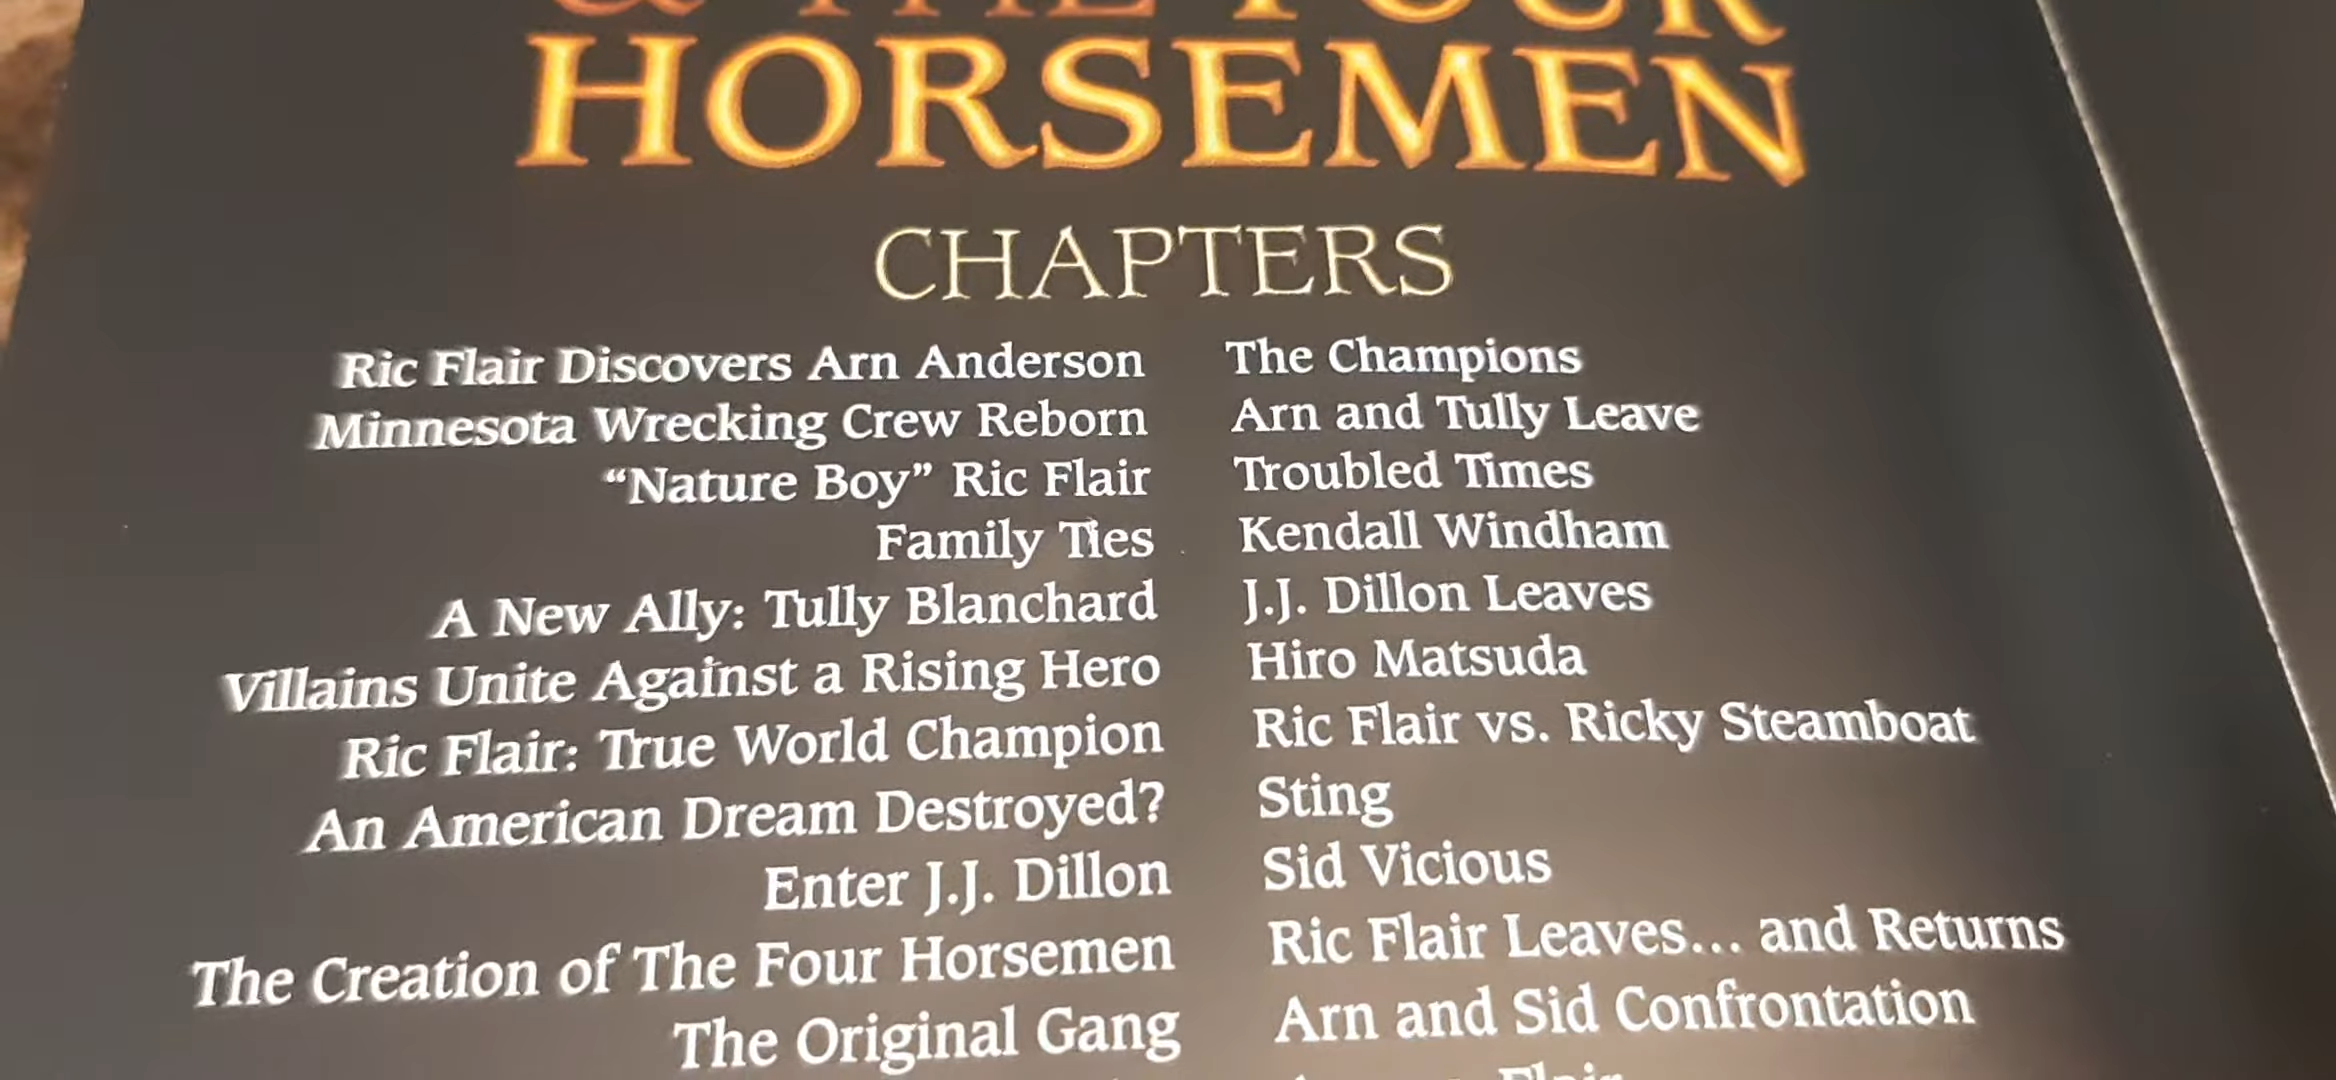 & THE FOUR
HORSEMEN
CHAPTERS
Ric Flair Discovers Arn Anderson
Minnesota Wrecking Crew Reborn
“Nature Boy” Ric Flair
Family Ties
A New Ally: Tully Blanchard
Villains Unite Against a Rising Hero
Ric Flair: True World Champion
An American Dream Destroyed?
Enter J.J. Dillon
The Creation of The Four Horsemen
The Original Gang
The Champions
Arn and Tully Leave
Troubled Times
Kendall Windham
J.J. Dillon Leaves
Hiro Matsuda
Ric Flair vs. Ricky Steamboat
Sting
Sid Vicious
Ric Flair Leaves... and Returns
Arn and Sid Confrontation
Flair